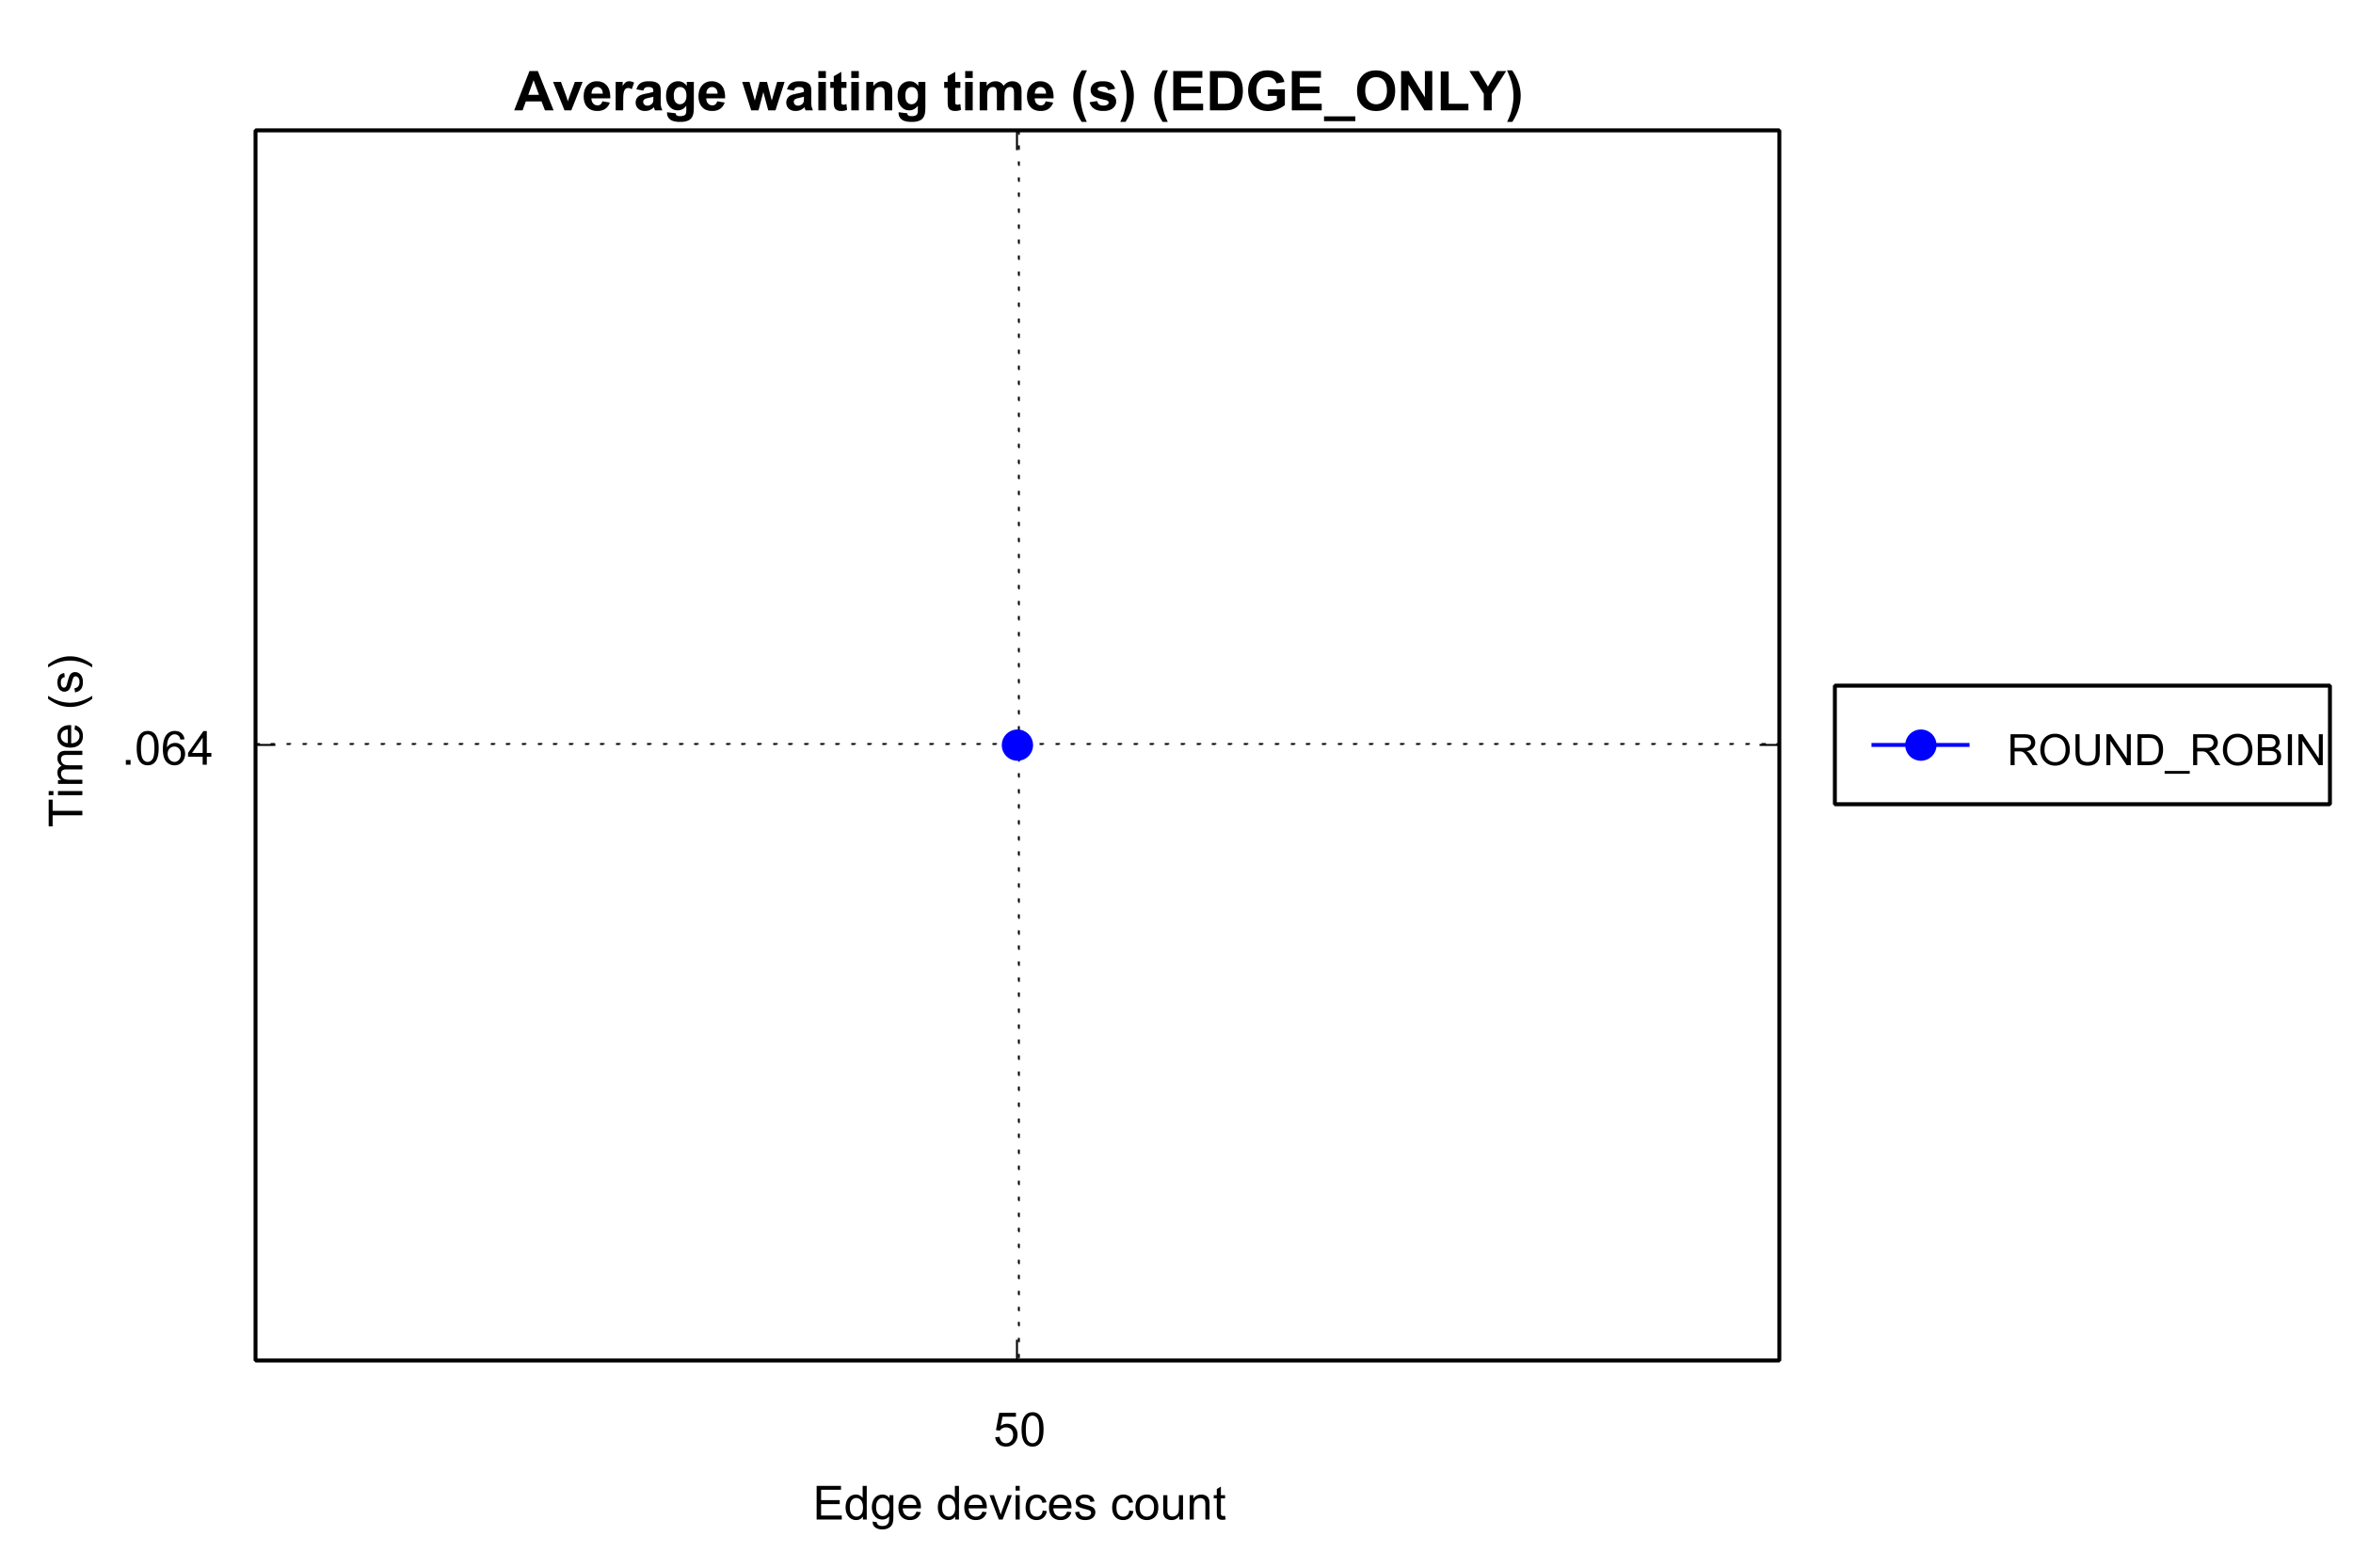 Average waiting time (s) (EDGE_ONLY)
Time (s)
.064
ROUND_ROBIN
50
Edge devices count